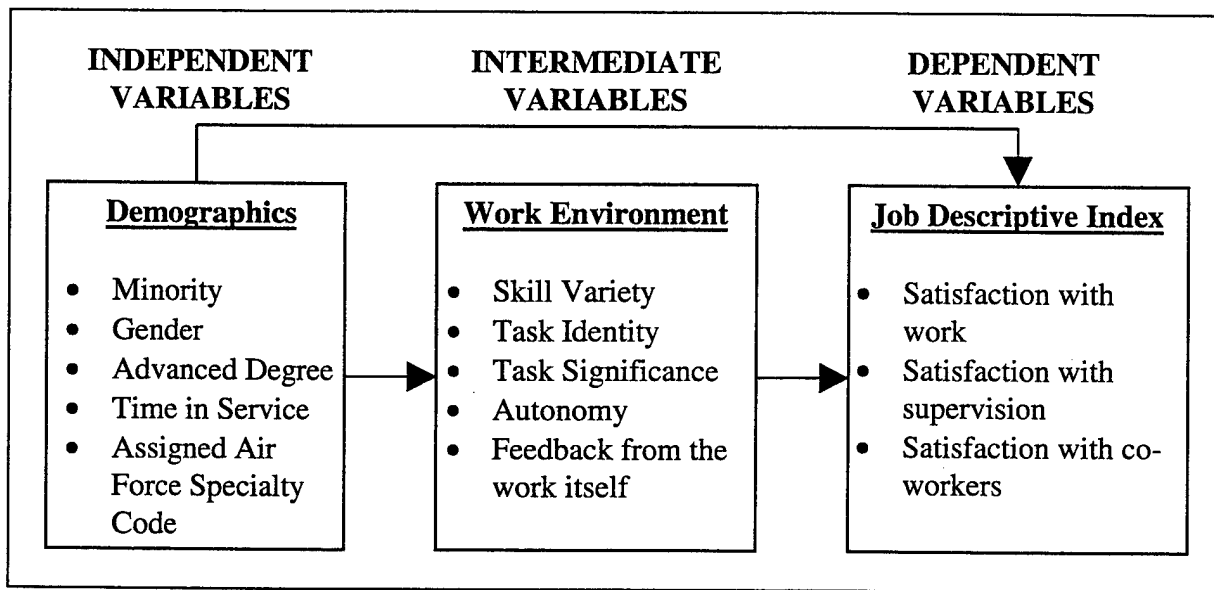 INDEPENDENT
VARIABLES
INTERMEDIATE
VARIABLES
DEPENDENT
VARIABLES
Demographics
• Minority
• Gender
• Advanced Degree
• Time in Service
• Assigned Air
Force Specialty
Code
Work Environment
• Skill Variety
• Task Identity
• Task Significance
• Autonomy
• Feedback from the
work itself
Job Descriptive Index
• Satisfaction with
work
• Satisfaction with
supervision
• Satisfaction with co-
workers